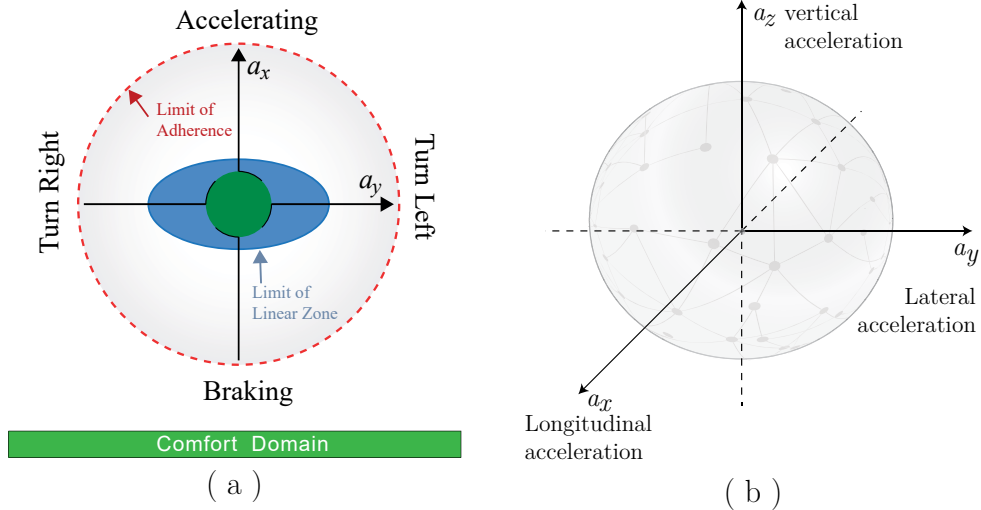 Accelerating
a_x
Limit of
Adherence
Turn Right
a_y
Turn Left
Limit of
Linear Zone
Braking
Comfort Domain
( a )
a_z vertical
acceleration
a_y
Lateral
acceleration
a_x
Longitudinal
acceleration
( b )